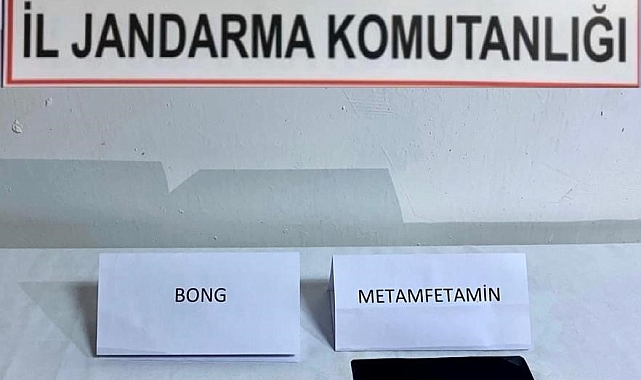 İL JANDARMA KOMUTANLIĞI
BONG
METAMFETAMİN